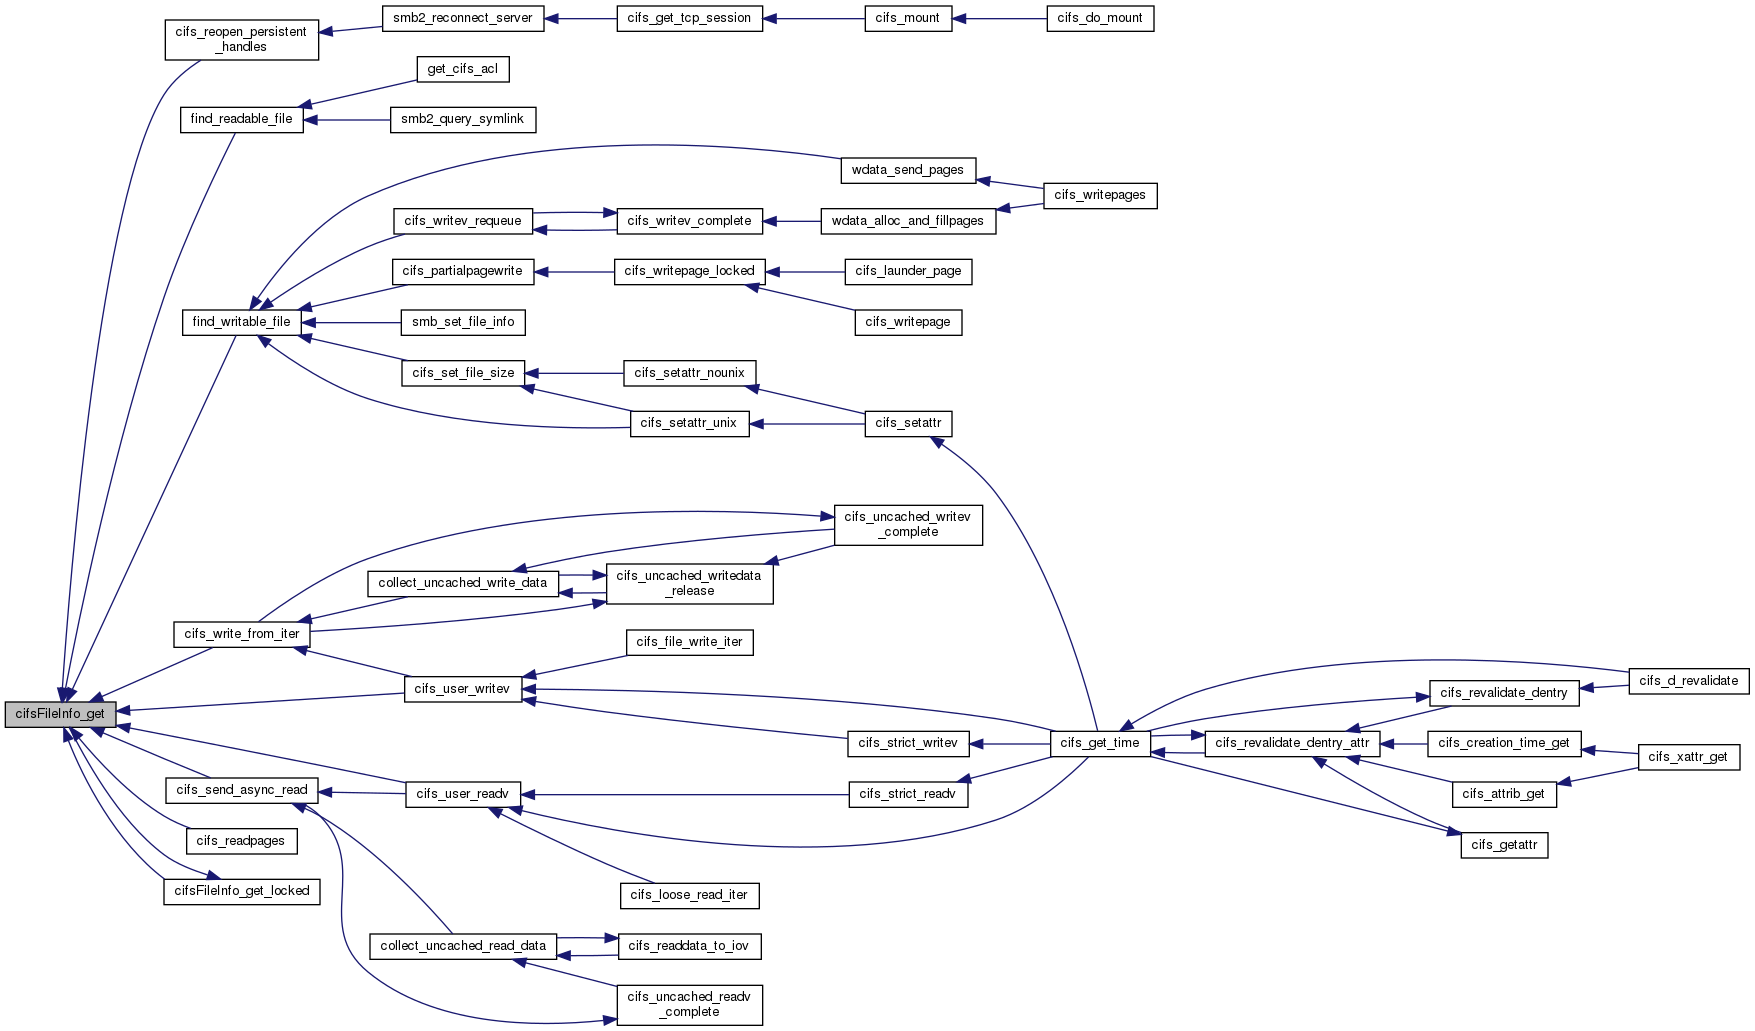 cifs_reopen_persistent
_handles
smb2_reconnect_server
cifs_get_tcp_session
cifs_mount
cifs_do_mount
get_cifs_acl
find_readable_file
smb2_query_symlink
wdata_send_pages
cifs_writepages
cifs_writev_requeue
cifs_writev_complete
wdata_alloc_and_fillpages
cifs_partialpagewrite
cifs_writepage_locked
cifs_launder_page
find_writable_file
smb_set_file_info
cifs_writepage
cifs_set_file_size
cifs_setattr_nounix
cifs_setattr_unix
cifs_setattr
cifs_uncached_writev
_complete
collect_uncached_write_data
cifs_uncached_writedata
_release
cifs_write_from_iter
cifs_file_write_iter
cifs_user_writev
cifs_d_revalidate
cifs_revalidate_dentry
cifsFileInfo_get
cifs_strict_writev
cifs_get_time
cifs_revalidate_dentry_attr
cifs_creation_time_get
cifs_xattr_get
cifs_send_async_read
cifs_user_readv
cifs_strict_readv
cifs_attrib_get
cifs_readpages
cifs_getattr
cifsFileInfo_get_locked
cifs_loose_read_iter
collect_uncached_read_data
cifs_readdata_to_iov
cifs_uncached_readv
_complete